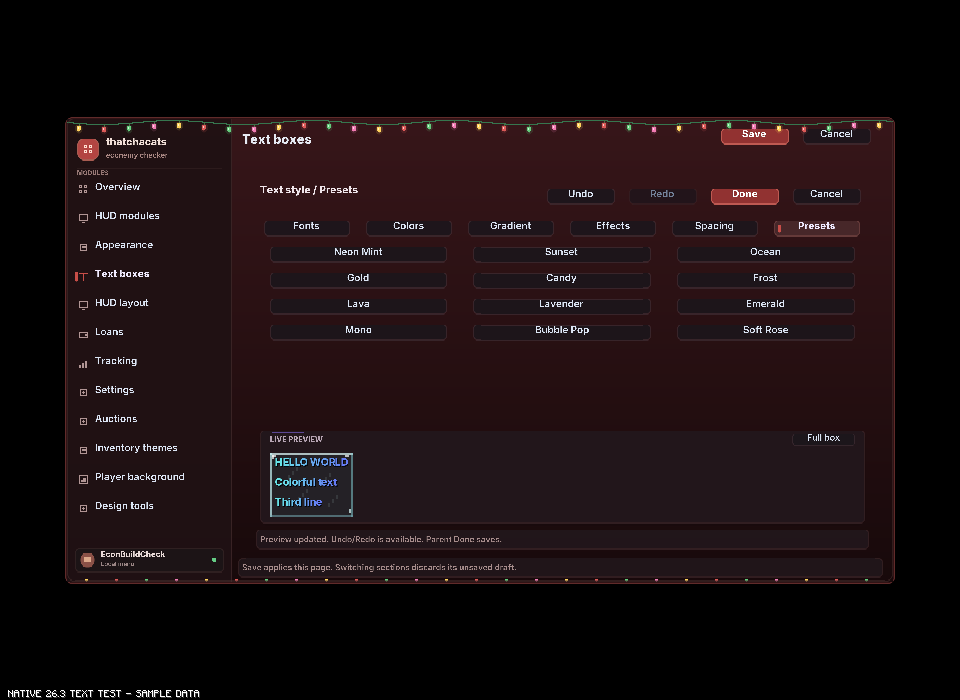 thatchacats
economy checker
MODULES
Overview
HUD modules
Appearance
Text boxes
HUD layout
Loans
Tracking
Settings
Auctions
Inventory themes
Player background
Design tools
EconBuildCheck
Local menu
Text boxes
Save
Cancel
Text style / Presets
Undo
Redo
Done
Cancel
Fonts
Colors
Gradient
Effects
Spacing
Presets
Neon Mint
Sunset
Ocean
Gold
Candy
Frost
Lava
Lavender
Emerald
Mono
Bubble Pop
Soft Rose
LIVE PREVIEW
Full box
HELLO WORLD
Colorful text
Third line
Preview updated. Undo/Redo is available. Parent Done saves.
Save applies this page. Switching sections discards its unsaved draft.
NATIVE 26.3 TEXT TEST – SAMPLE DATA